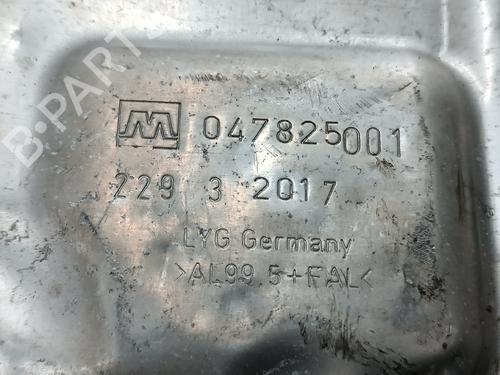 M 047825001
229 3 2017
LYG Germany
>AL99.5+FAL<
B-PARTS